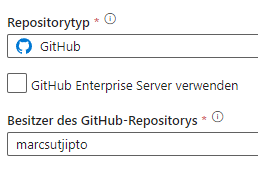 Repositorytyp *
GitHub
GitHub Enterprise Server verwenden
Besitzer des GitHub-Repositorys *
marcsutjipto